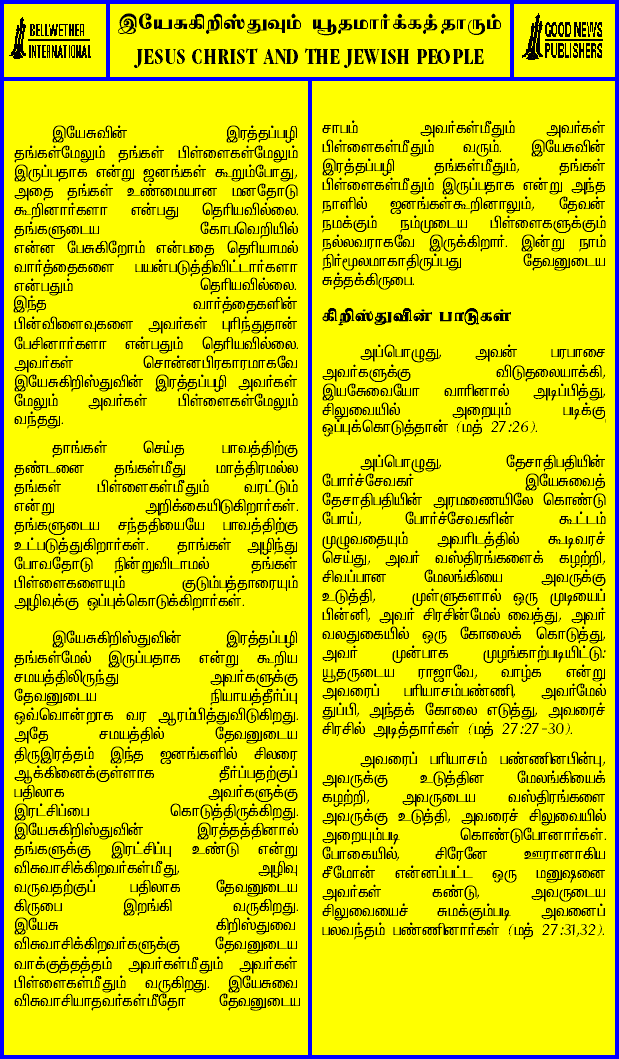 BELLWETHER
INTERNATIONAL
இயேசுகிறிஸ்துவும் யூதமார்க்கத்தாரும்
JESUS CHRIST AND THE JEWISH PEOPLE
GOOD NEWS
PUBLISHERS
இயேசுவின் இரத்தப்பழி
தங்கள்மேலும் தங்கள் பிள்ளைகள்மேலும்
இருப்பதாக என்று ஜனங்கள் கூறும்போது,
அதை தங்கள் உண்மையான மனதோடு
கூறினார்களா என்பது தெரியவில்லை.
தங்களுடைய கோபவெறியில்
என்ன பேசுகிறோம் என்பதை தெரியாமல்
வார்த்தைகளை பயன்படுத்திவிட்டார்களா
என்பதும் தெரியவில்லை.
இந்த வார்த்தைகளின்
பின்விளைவுகளை அவர்கள் புரிந்துதான்
பேசினார்களா என்பதும் தெரியவில்லை.
அவர்கள் சொன்னபிரகாரமாகவே
இயேசுகிறிஸ்துவின் இரத்தப்பழி அவர்கள்
மேலும் அவர்கள் பிள்ளைகள்மேலும்
வந்தது.
தாங்கள் செய்த பாவத்திற்கு
தண்டனை தங்கள்மீது மாத்திரமல்ல
தங்கள் பிள்ளைகள்மீதும் வரட்டும்
என்று அறிக்கையிடுகிறார்கள்.
தங்களுடைய சந்ததியையே பாவத்திற்கு
உட்படுத்துகிறார்கள். தாங்கள் அழிந்து
போவதோடு நின்றுவிடாமல் தங்கள்
பிள்ளைகளையும் குடும்பத்தாரையும்
அழிவுக்கு ஒப்புக்கொடுக்கிறார்கள்.
இயேசுகிறிஸ்துவின் இரத்தப்பழி
தங்கள்மேல் இருப்பதாக என்று கூறிய
சமயத்திலிருந்து அவர்களுக்கு
தேவனுடைய நியாயத்தீர்ப்பு
ஒவ்வொன்றாக வர ஆரம்பித்துவிடுகிறது.
அதே சமயத்தில் தேவனுடைய
திருஇரத்தம் இந்த ஜனங்களில் சிலரை
ஆக்கினைக்குள்ளாக தீர்ப்பதற்குப்
பதிலாக அவர்களுக்கு
இரட்சிப்பை கொடுத்திருக்கிறது.
இயேசுகிறிஸ்துவின் இரத்தத்தினால்
தங்களுக்கு இரட்சிப்பு உண்டு என்று
விசுவாசிக்கிறவர்கள்மீது, அழிவு
வருவதற்குப் பதிலாக தேவனுடைய
கிருபை இறங்கி வருகிறது.
இயேசு கிறிஸ்துவை
விசுவாசிக்கிறவர்களுக்கு தேவனுடைய
வாக்குத்தத்தம் அவர்கள்மீதும் அவர்கள்
பிள்ளைகள்மீதும் வருகிறது. இயேசுவை
விசுவாசியாதவர்கள்மீதோ தேவனுடைய
சாபம் அவர்கள்மீதும் அவர்கள்
பிள்ளைகள்மீதும் வரும். இயேசுவின்
இரத்தப்பழி தங்கள்மீதும், தங்கள்
பிள்ளைகள்மீதும் இருப்பதாக என்று அந்த
நாளில் ஜனங்கள்கூறினாலும், தேவன்
நமக்கும் நம்முடைய பிள்ளைகளுக்கும்
நல்லவராகவே இருக்கிறார். இன்று நாம்
நிர்மூலமாகாதிருப்பது தேவனுடைய
சுத்தக்கிருபை.
கிறிஸ்துவின் பாடுகள்
அப்பொழுது, அவன் பரபாசை
அவர்களுக்கு விடுதலையாக்கி,
இயசுேவையோ வாரினால் அடிப்பித்து,
சிலுவையில் அறையும் படிக்கு
ஒப்புக்கொடுத்தான் (மத் 27:26).
அப்பொழுது, தேசாதிபதியின்
போர்ச்சேவகர் இயேசுவைத்
தேசாதிபதியின் அரமணையிலே கொண்டு
போய், போர்ச்சேவகரின் கூட்டம்
முழுவதையும் அவரிடத்தில் கூடிவரச்
செய்து, அவர் வஸ்திரங்களைக் கழற்றி,
சிவப்பான மேலங்கியை அவருக்கு
உடுத்தி, முள்ளுகளால் ஒரு முடியைப்
பின்னி, அவர் சிரசின்மேல் வைத்து, அவர்
வலதுகையில் ஒரு கோலைக் கொடுத்து,
அவர் முன்பாக முழங்காற்படியிட்டு:
யூதருடைய ராஜாவே, வாழ்க என்று
அவரைப் பரியாசம்பண்ணி, அவர்மேல்
துப்பி, அந்தக் கோலை எடுத்து, அவரைச்
சிரசில் அடித்தார்கள் (மத் 27:27-30).
அவரைப் பரியாசம் பண்ணினபின்பு,
அவருக்கு உடுத்தின மேலங்கியைக்
கழற்றி, அவருடைய வஸ்திரங்களை
அவருக்கு உடுத்தி, அவரைச் சிலுவையில்
அறையும்படி கொண்டுபோனார்கள்.
போகையில், சிரேனே ஊரானாகிய
சீமோன் என்னப்பட்ட ஒரு மனுஷனை
அவர்கள் கண்டு, அவருடைய
சிலுவையைச் சுமக்கும்படி அவனைப்
பலவந்தம் பண்ணினார்கள் (மத் 27:31,32).